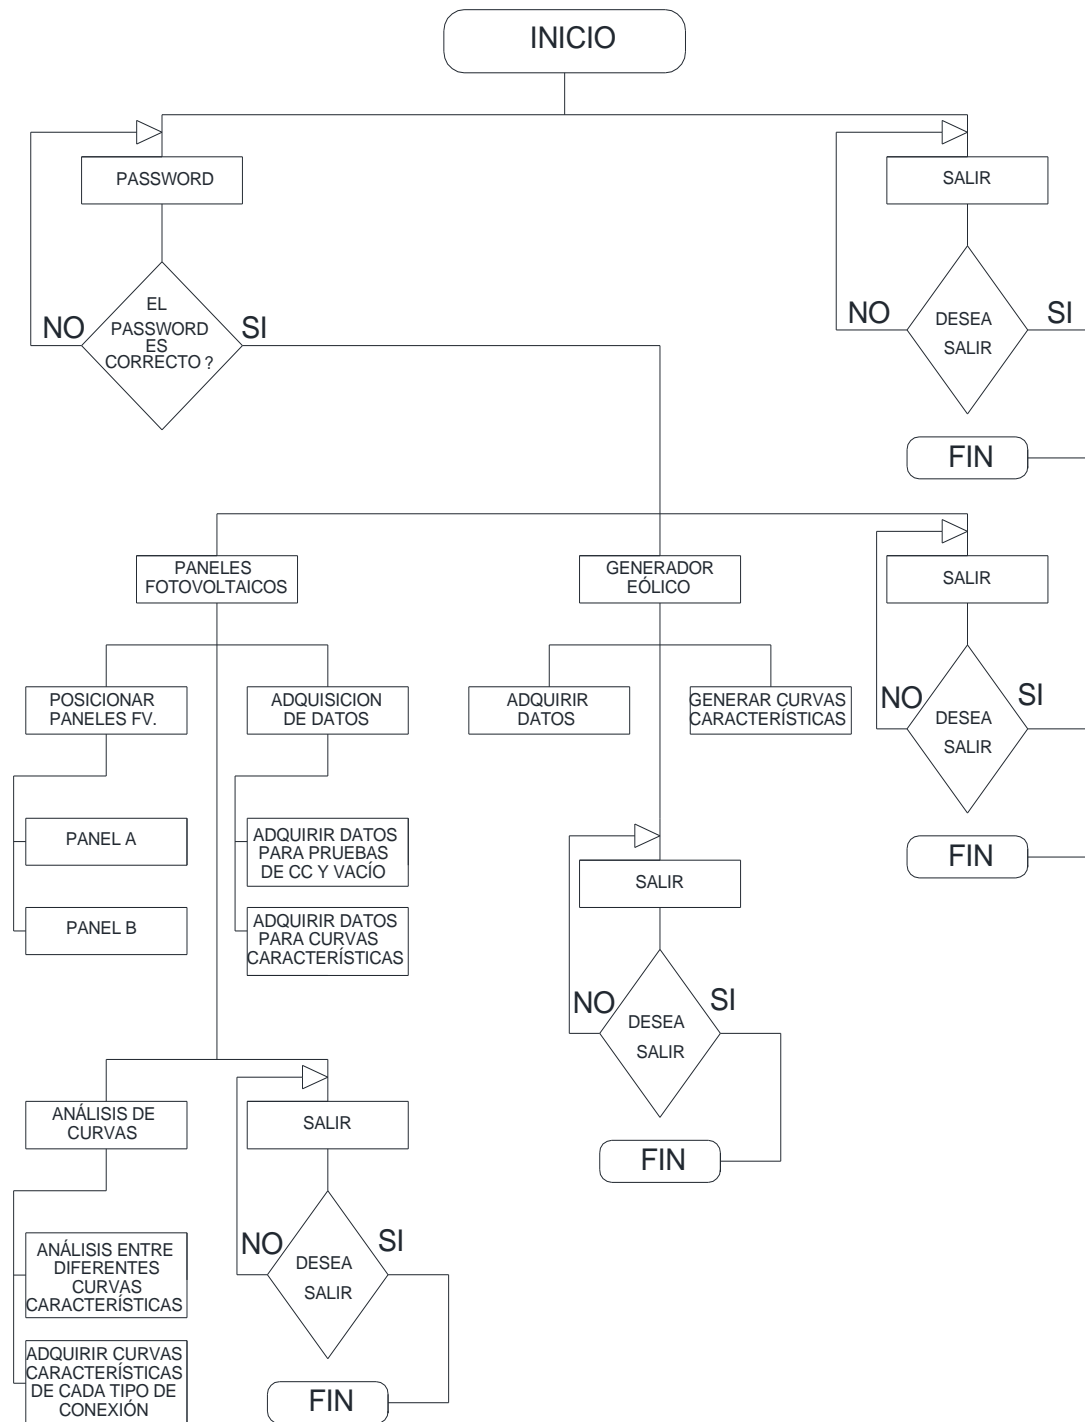 INICIO
PASSWORD
SALIR
EL
PASSWORD
ES
CORRECTO ?
NO
SI
DESEA
SALIR
NO
SI
FIN
PANELES
FOTOVOLTAICOS
GENERADOR
EÓLICO
SALIR
POSICIONAR
PANELES FV.
ADQUISICION
DE DATOS
ADQUIRIR
DATOS
GENERAR CURVAS
CARACTERÍSTICAS
NO
SI
DESEA
SALIR
FIN
PANEL A
PANEL B
ADQUIRIR DATOS
PARA PRUEBAS
DE CC Y VACÍO
ADQUIRIR DATOS
PARA CURVAS
CARACTERÍSTICAS
SALIR
NO
SI
DESEA
SALIR
FIN
ANÁLISIS DE
CURVAS
SALIR
ANÁLISIS ENTRE
DIFERENTES
CURVAS
CARACTERÍSTICAS
ADQUIRIR CURVAS
CARACTERÍSTICAS
DE CADA TIPO DE
CONEXIÓN
NO
SI
DESEA
SALIR
FIN